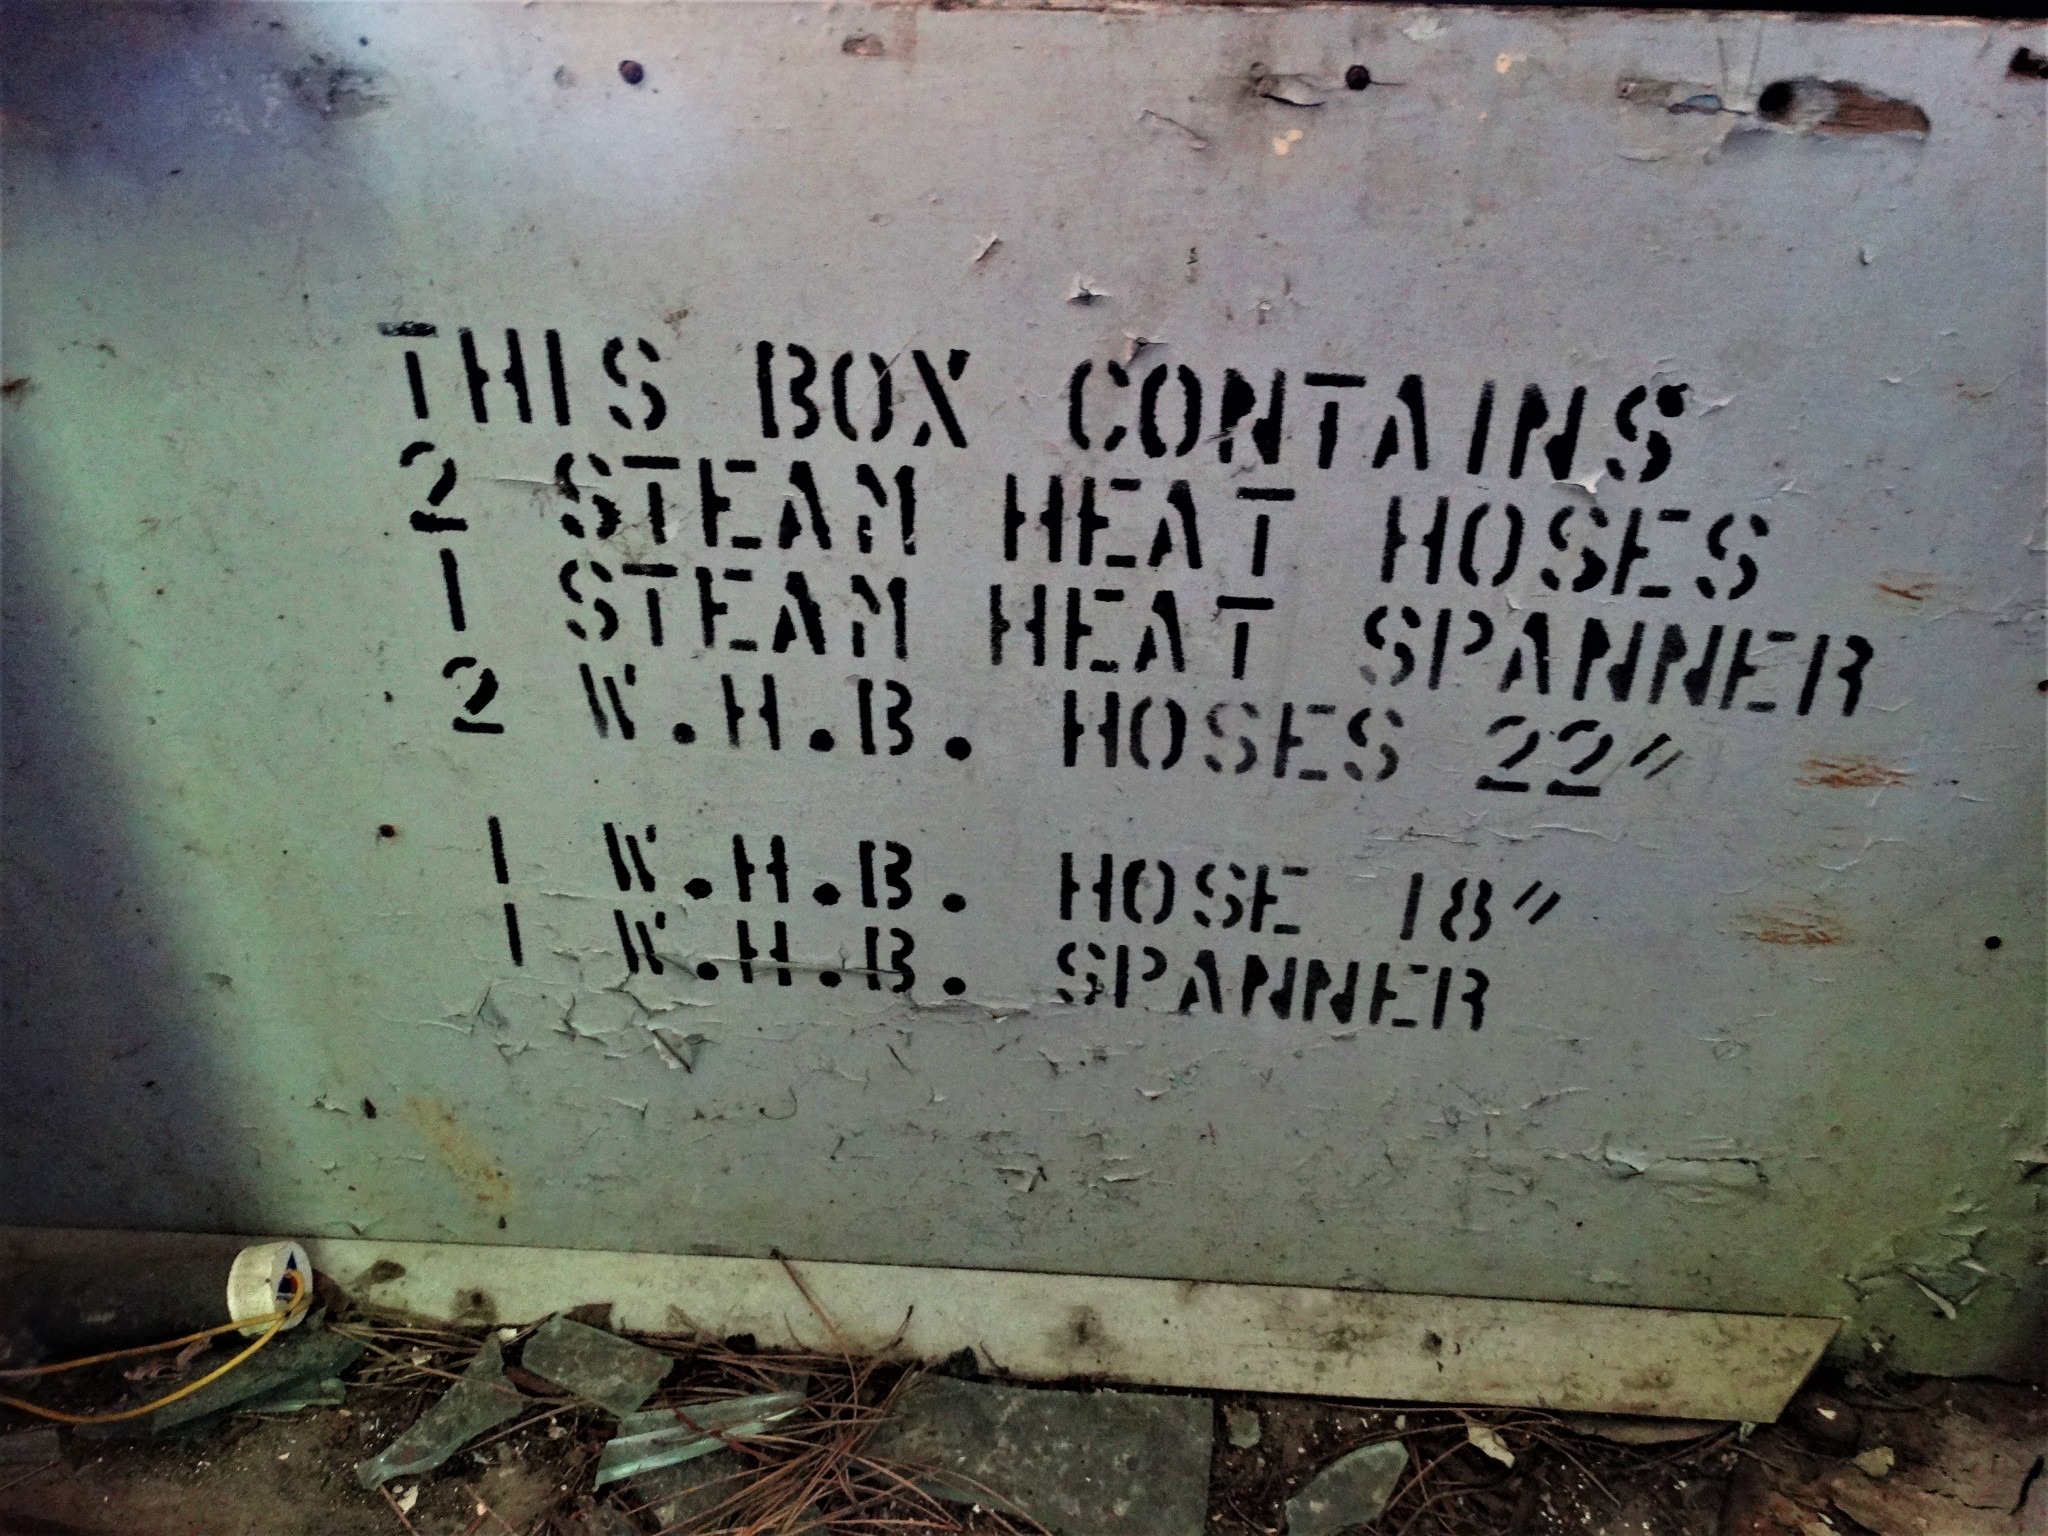 THIS BOX CONTAINS
2 STEAM HEAT HOSES
1 STEAM HEAT SPANNER
2 W.H.B. HOSES 22"
1 W.H.B. HOSE 18"
1 W.H.B. SPANNER